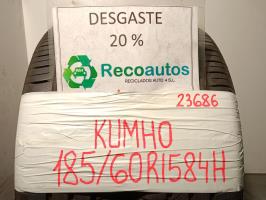 DESGASTE
20 %
Recoautos
RECICLADOS AUTO 4 S.L.
23686
KUMHO
185/60R1584H